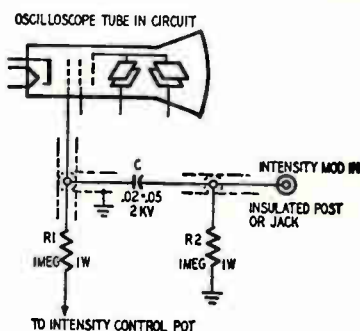 OSCILLOSCOPE TUBE IN CIRCUIT
C
.02-.05
2 KV
INTENSITY MOD IN
INSULATED POST
OR JACK
R1
1MEG
1W
R2
1MEG
1W
TO INTENSITY CONTROL POT